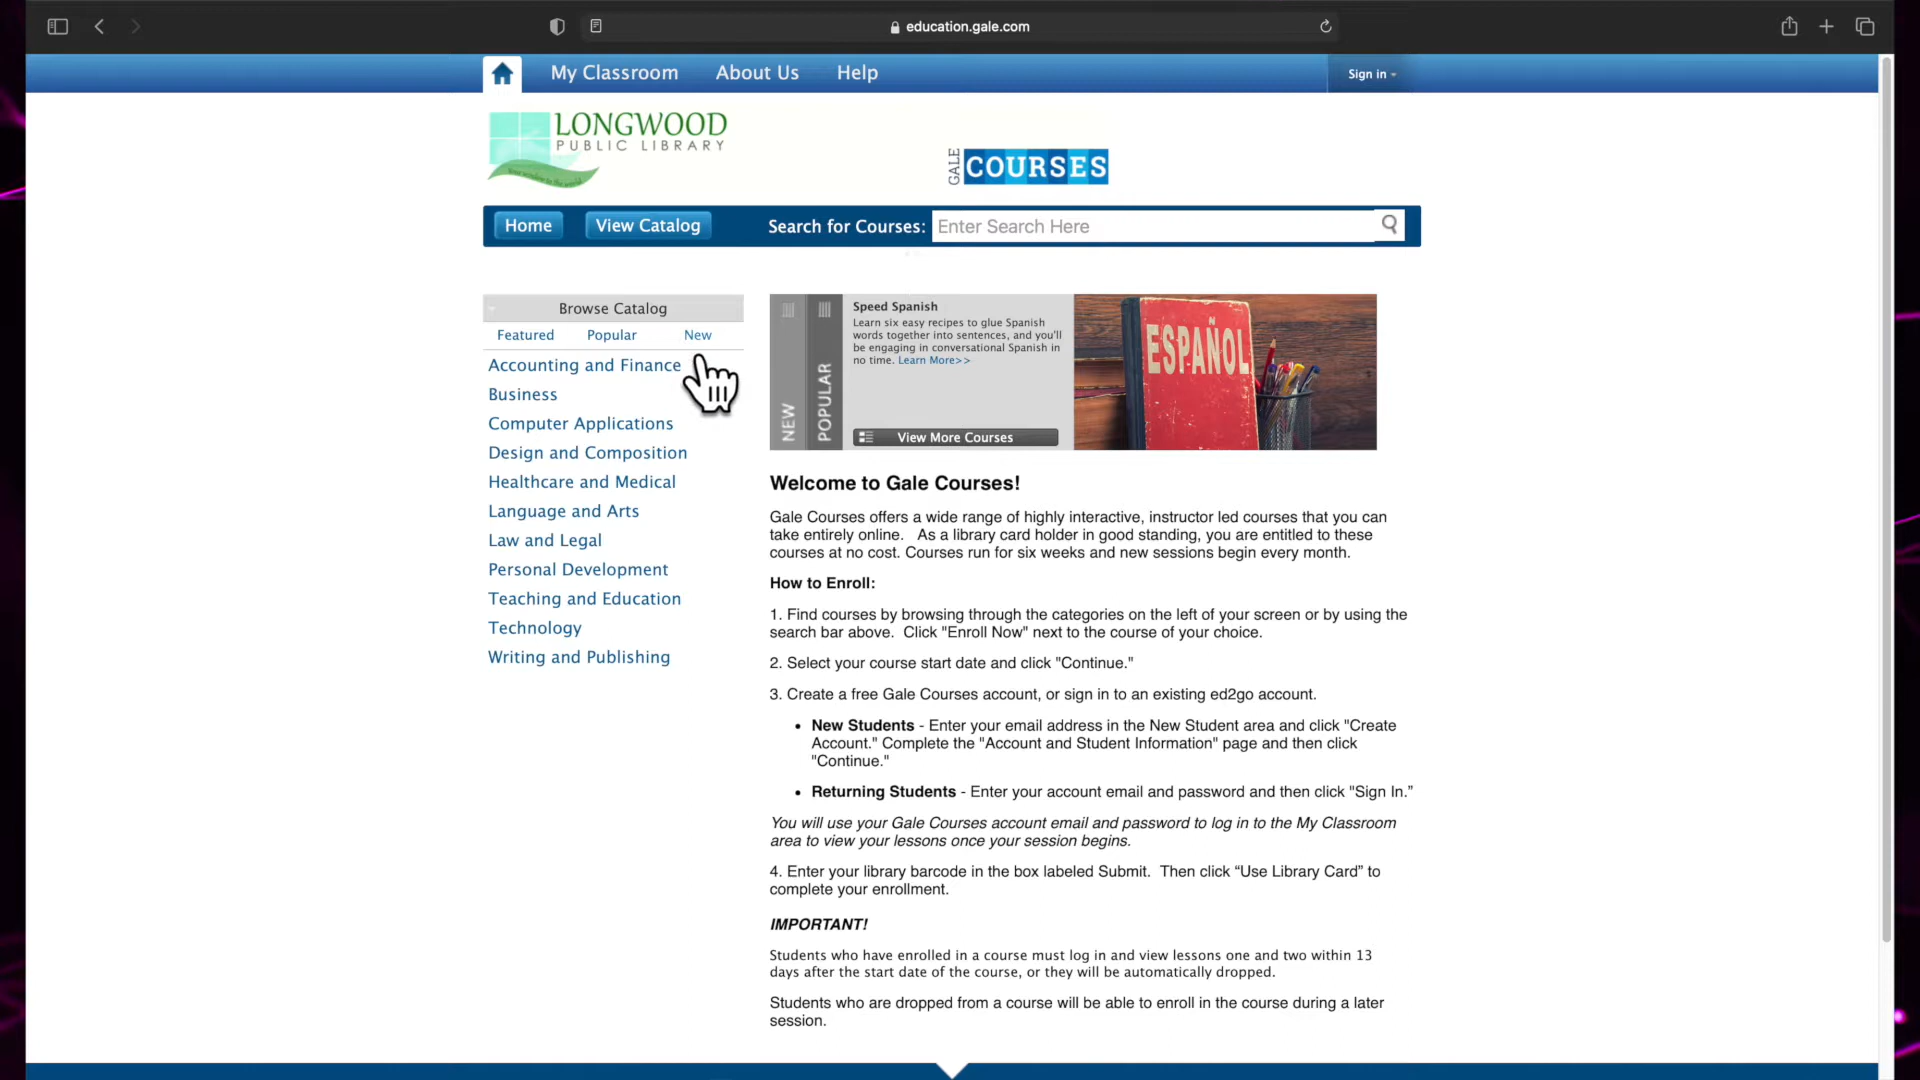 education.gale.com
My Classroom About Us Help
Sign in
LONGWOOD
PUBLIC LIBRARY
Your window to the world
GALE COURSES
Home View Catalog Search for Courses: Enter Search Here
Browse Catalog
Featured Popular New
Accounting and Finance
Business
Computer Applications
Design and Composition
Healthcare and Medical
Language and Arts
Law and Legal
Personal Development
Teaching and Education
Technology
Writing and Publishing
NEW
POPULAR
Speed Spanish
Learn six easy recipes to glue Spanish
words together into sentences, and you'll
be engaging in conversational Spanish in
no time. Learn More>>
View More Courses
ESPAÑOL
Welcome to Gale Courses!
Gale Courses offers a wide range of highly interactive, instructor led courses that you can
take entirely online. As a library card holder in good standing, you are entitled to these
courses at no cost. Courses run for six weeks and new sessions begin every month.
How to Enroll:
1. Find courses by browsing through the categories on the left of your screen or by using the
search bar above. Click "Enroll Now" next to the course of your choice.
2. Select your course start date and click "Continue."
3. Create a free Gale Courses account, or sign in to an existing ed2go account.
• New Students - Enter your email address in the New Student area and click "Create
Account." Complete the "Account and Student Information" page and then click
"Continue."
• Returning Students - Enter your account email and password and then click "Sign In.”
You will use your Gale Courses account email and password to log in to the My Classroom
area to view your lessons once your session begins.
4. Enter your library barcode in the box labeled Submit. Then click “Use Library Card” to
complete your enrollment.
IMPORTANT!
Students who have enrolled in a course must log in and view lessons one and two within 13
days after the start date of the course, or they will be automatically dropped.
Students who are dropped from a course will be able to enroll in the course during a later
session.